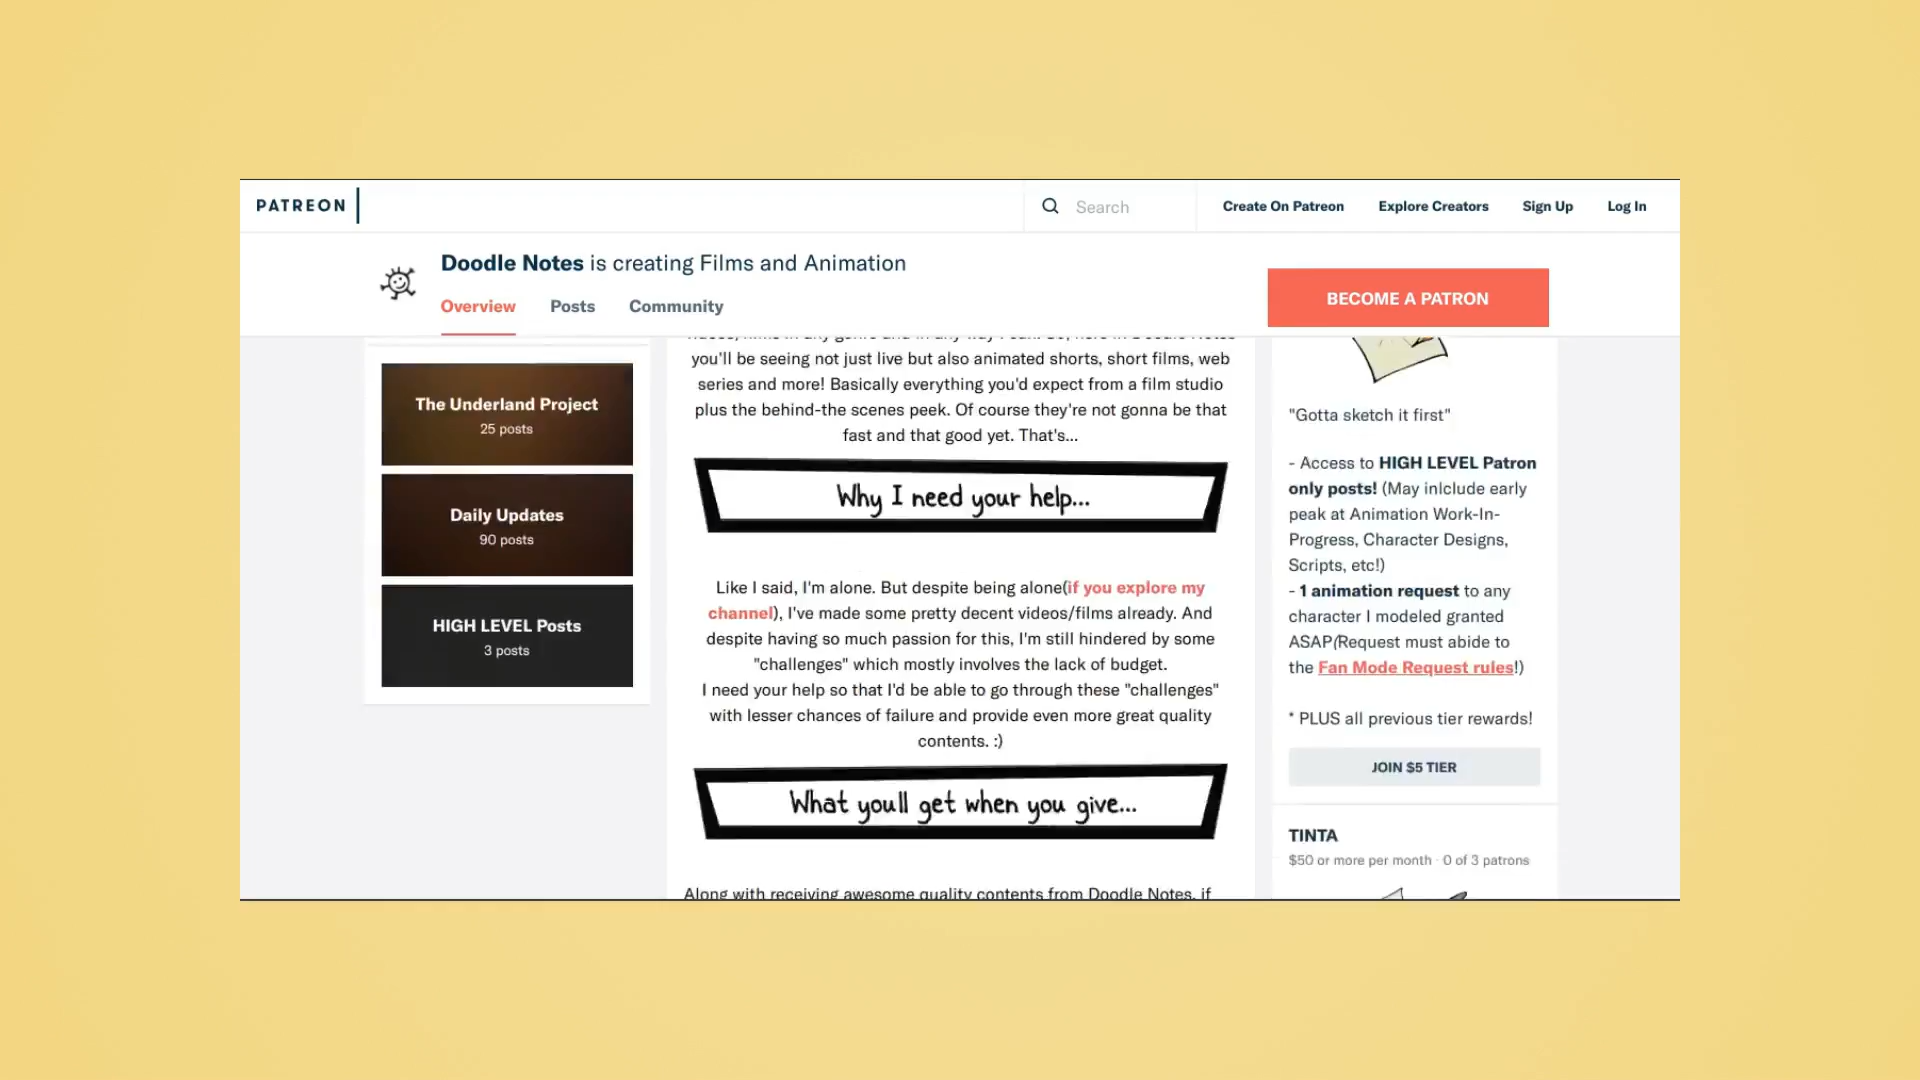 PATREON
Search
Create On Patreon
Explore Creators
Sign Up
Log In
Doodle Notes is creating Films and Animation
Overview
Posts
Community
BECOME A PATRON
The Underland Project
25 posts
Daily Updates
90 posts
HIGH LEVEL Posts
3 posts
you'll be seeing not just live but also animated shorts, short films, web
series and more! Basically everything you'd expect from a film studio
plus the behind-the scenes peek. Of course they're not gonna be that
fast and that good yet. That's...
Why I need your help...
Like I said, I'm alone. But despite being alone(if you explore my
channel), I've made some pretty decent videos/films already. And
despite having so much passion for this, I'm still hindered by some
"challenges" which mostly involves the lack of budget.
I need your help so that I'd be able to go through these "challenges"
with lesser chances of failure and provide even more great quality
contents. :)
What youll get when you give...
Along with receiving awesome quality contents from Doodle Notes, if
"Gotta sketch it first"
- Access to HIGH LEVEL Patron
only posts! (May inlclude early
peak at Animation Work-In-
Progress, Character Designs,
Scripts, etc!)
- 1 animation request to any
character I modeled granted
ASAP(Request must abide to
the Fan Mode Request rules!)
* PLUS all previous tier rewards!
JOIN $5 TIER
TINTA
$50 or more per month · 0 of 3 patrons